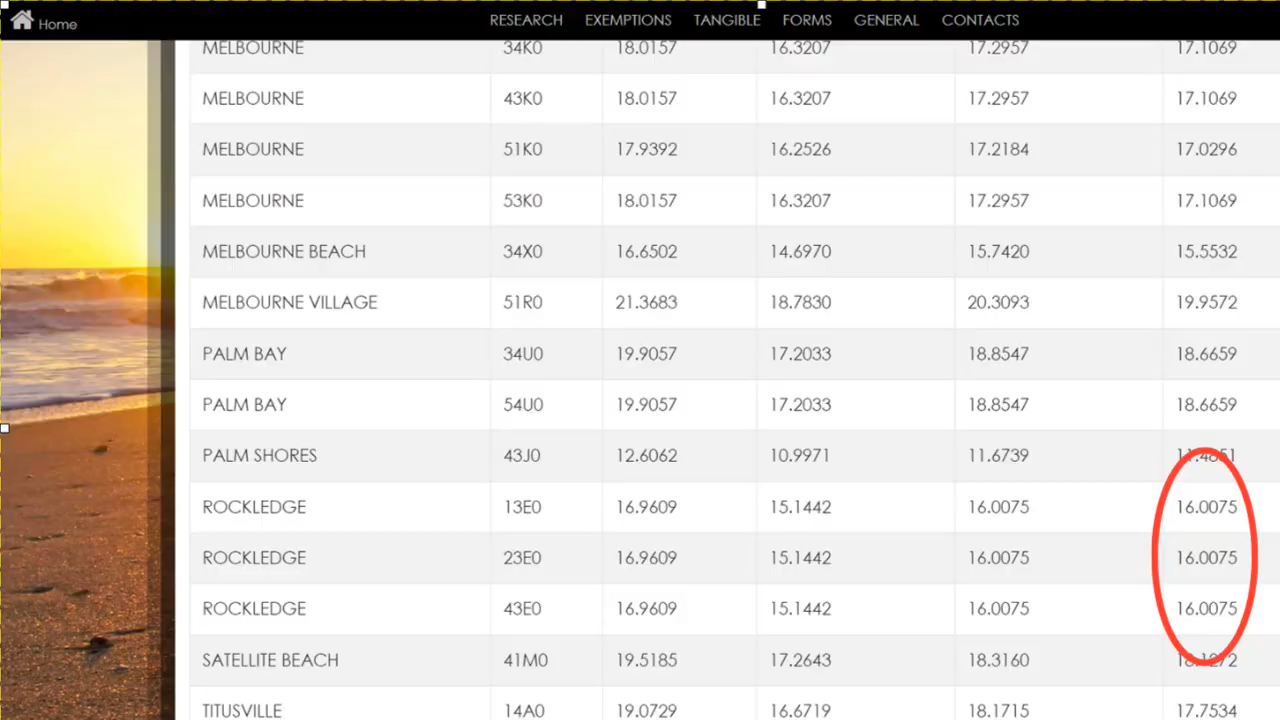 Home RESEARCH EXEMPTIONS TANGIBLE FORMS GENERAL CONTACTS
MELBOURNE 34K0 18.0157 16.3207 17.2957 17.1069
MELBOURNE 43K0 18.0157 16.3207 17.2957 17.1069
MELBOURNE 51K0 17.9392 16.2526 17.2184 17.0296
MELBOURNE 53K0 18.0157 16.3207 17.2957 17.1069
MELBOURNE BEACH 34X0 16.6502 14.6970 15.7420 15.5532
MELBOURNE VILLAGE 51R0 21.3683 18.7830 20.3093 19.9572
PALM BAY 34U0 19.9057 17.2033 18.8547 18.6659
PALM BAY 54U0 19.9057 17.2033 18.8547 18.6659
PALM SHORES 43J0 12.6062 10.9971 11.6739 11.4851
ROCKLEDGE 13E0 16.9609 15.1442 16.0075 16.0075
ROCKLEDGE 23E0 16.9609 15.1442 16.0075 16.0075
ROCKLEDGE 43E0 16.9609 15.1442 16.0075 16.0075
SATELLITE BEACH 41M0 19.5185 17.2643 18.3160 18.1272
TITUSVILLE 14A0 19.0729 16.6719 18.1715 17.7534